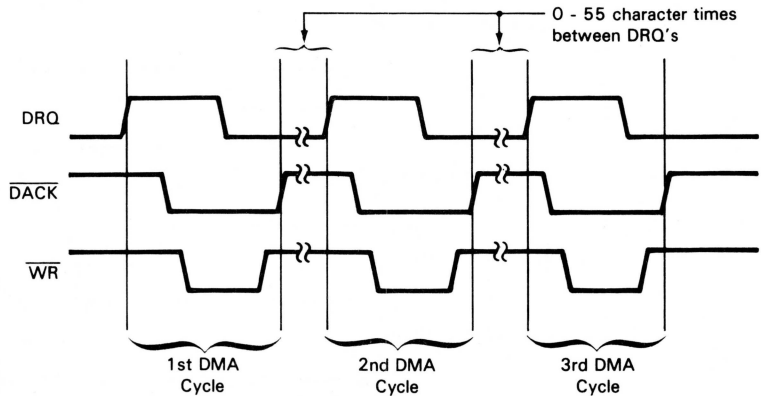 0 - 55 character times
between DRQ's
DRQ
DACK
WR
1st DMA
Cycle
2nd DMA
Cycle
3rd DMA
Cycle